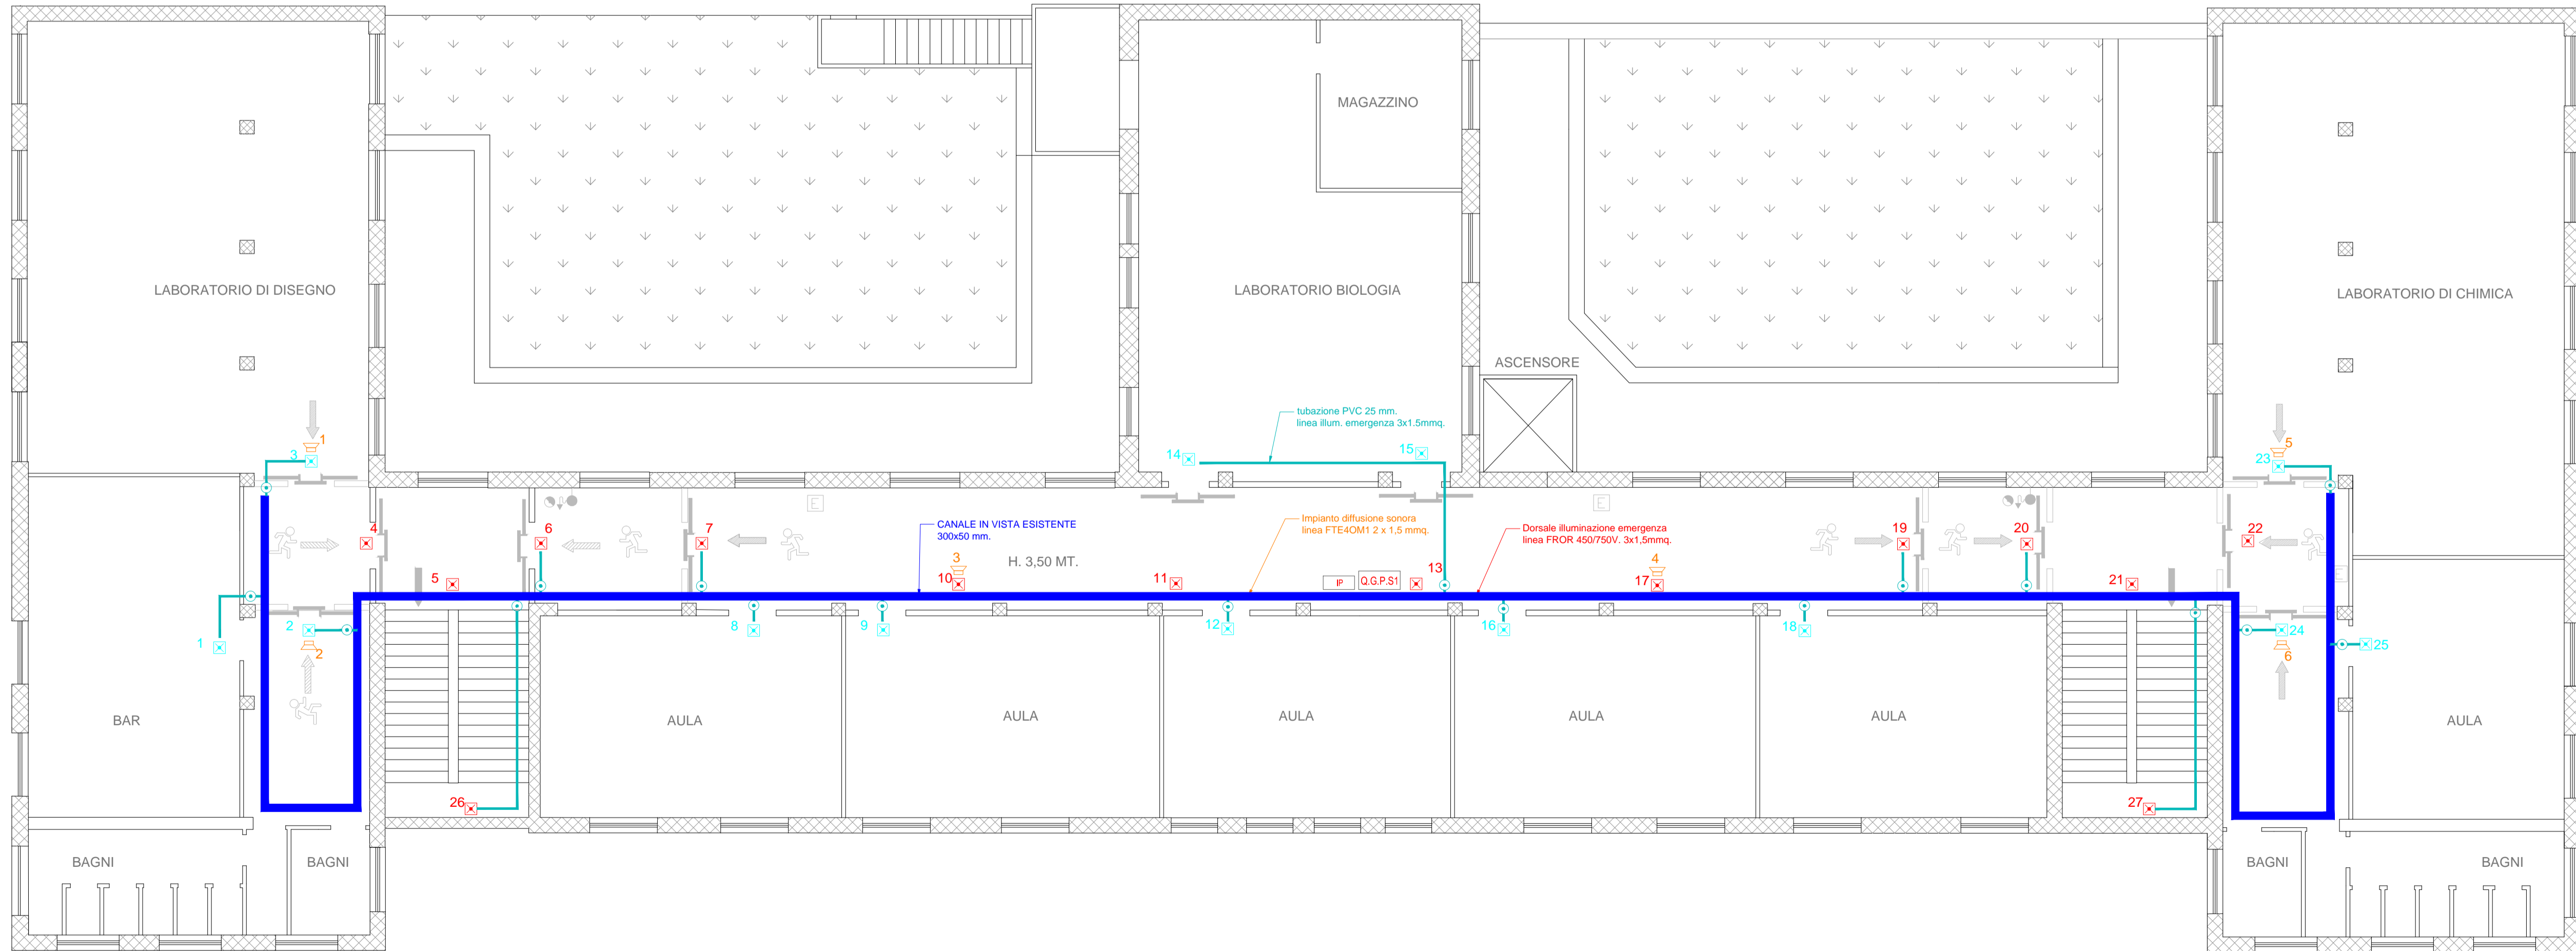 MAGAZZINO
LABORATORIO DI DISEGNO
LABORATORIO BIOLOGIA
LABORATORIO DI CHIMICA
ASCENSORE
tubazione PVC 25 mm.
linea illum. emergenza 3x1.5mmq.
1
3
14
15
5
23
E
E
4
6
7
CANALE IN VISTA ESISTENTE
300x50 mm.
Impianto diffusione sonora
linea FTE4OM1 2 x 1,5 mmq.
Dorsale illuminazione emergenza
linea FROR 450/750V. 3x1,5mmq.
19
20
22
H. 3,50 MT.
3
4
5
10
11
IP
Q.G.P.S1
13
17
21
E
1
2
2
8
9
12
16
18
24
6
25
BAR
AULA
AULA
AULA
AULA
AULA
AULA
26
27
BAGNI
BAGNI
BAGNI
BAGNI